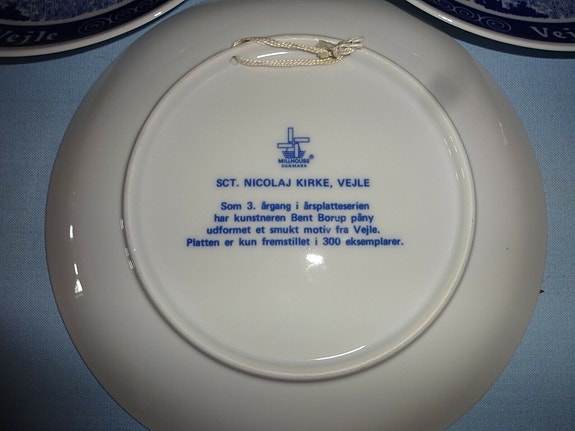 Vejle
Vejle
MILLHOUSE®
DANMARK
SCT. NICOLAJ KIRKE, VEJLE
Som 3. årgang i årsplatteserien
har kunstneren Bent Borup påny
udformet et smukt motiv fra Vejle.
Platten er kun fremstillet i 300 eksemplarer.